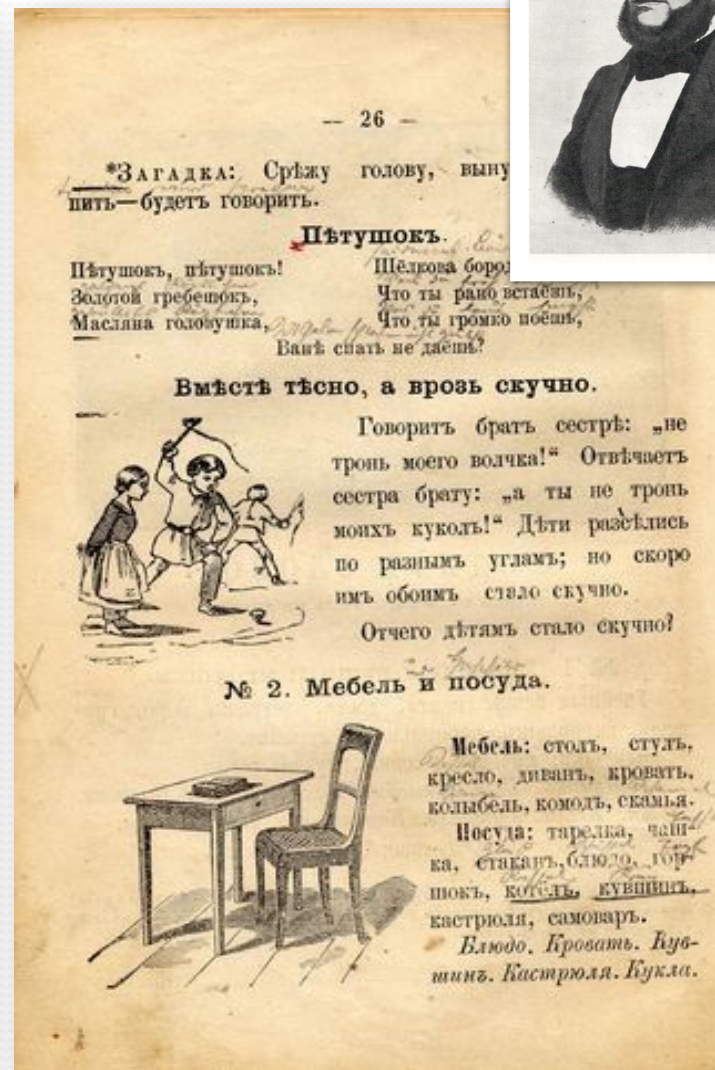 — 26 —
*ЗАГАДКА: Срѣжу голову, выну
пить—будетъ говорить.
Пѣтушокъ.
Пѣтушокъ, пѣтушокъ!
Золотой гребешокъ,
Масляна головушка,
Шёлкова
Что ты рано встаёшь,
Что ты громко поёшь,
Ванѣ спать не даёшь?
Вмѣстѣ тѣсно, а врозь скучно.
Говоритъ братъ сестрѣ: „не
тронь моего волчка!“ Отвѣчаетъ
сестра брату: „а ты не тронь
моихъ куколъ!“ Дѣти разсѣлись
по разнымъ угламъ; но скоро
имъ обоимъ стало скучно.
Отчего дѣтямъ стало скучно?
№ 2. Мебель и посуда.
Мебель: столъ, стулъ,
кресло, диванъ, кровать,
колыбель, комодъ, скамья.
Посуда: тарелка, чаш-
ка, стаканъ, блюдо, гор-
шокъ, котелъ, кувшинъ,
кастрюля, самоваръ.
Блюдо. Кровать. Кув-
шинъ. Кастрюля. Кукла.